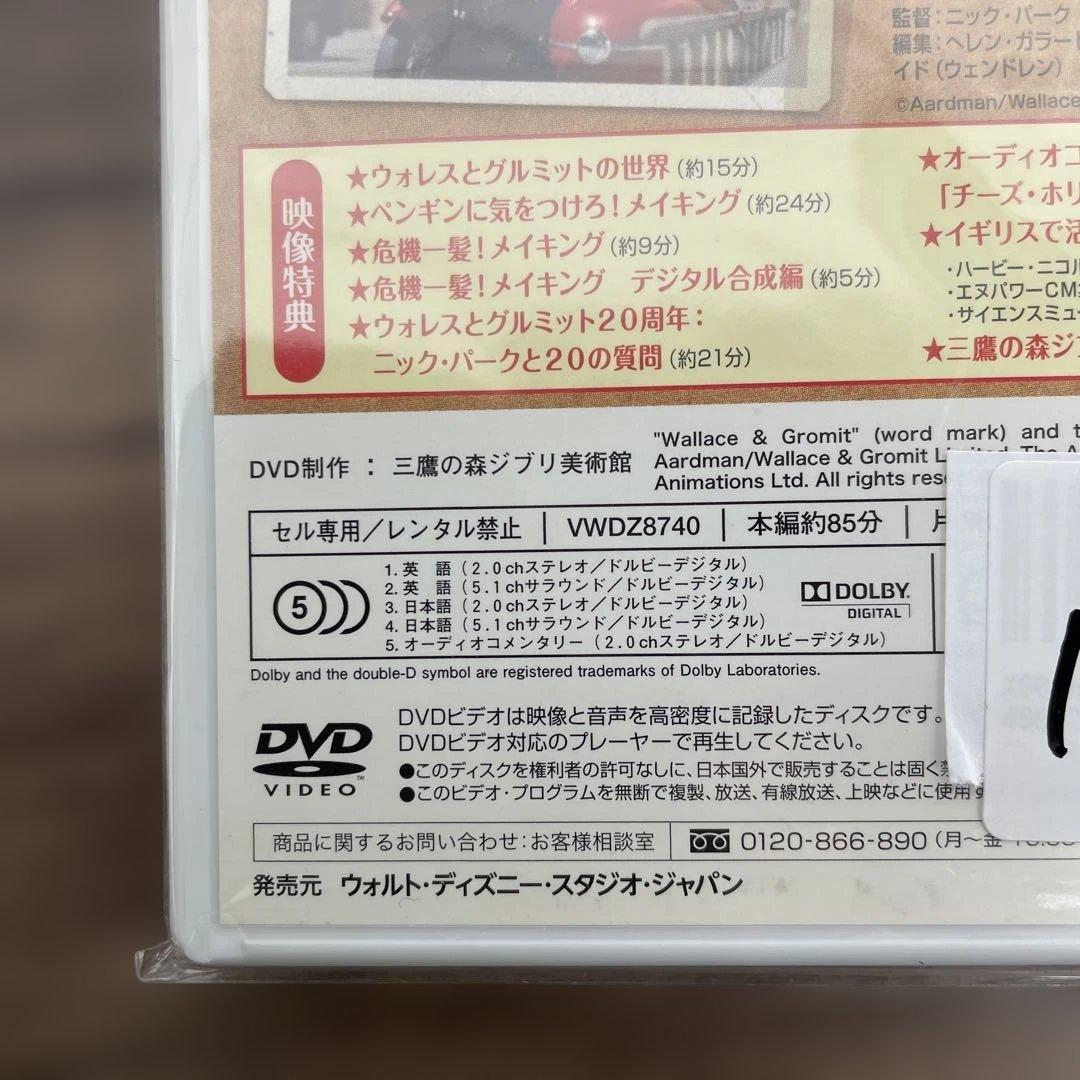 監督：ニック・パーク
編集：ヘレン・ガラード
イド（ウェンドレン）
©Aardman/Wallace
映像特典
★ウォレスとグルミットの世界（約15分）
★ペンギンに気をつけろ！メイキング（約24分）
★危機一髪！メイキング（約9分）
★危機一髪！メイキング　デジタル合成編（約5分）
★ウォレスとグルミット20周年：
ニック・パークと20の質問（約21分）
★オーディオコ
「チーズ・ホリ
★イギリスで活
・ハービー・ニコル
・エヌパワーCM
・サイエンスミュー
★三鷹の森ジブ
DVD制作 ： 三鷹の森ジブリ美術館
"Wallace & Gromit" (word mark) and
Aardman/Wallace & Gromit Limited. The
Animations Ltd. All rights
セル専用／レンタル禁止 | VWDZ8740 | 本編約85分 | 片
5
1. 英　語（2.0chステレオ／ドルビーデジタル）
2. 英　語（5.1chサラウンド／ドルビーデジタル）
3. 日本語（2.0chステレオ／ドルビーデジタル）
4. 日本語（5.1chサラウンド／ドルビーデジタル）
5. オーディオコメンタリー（2.0chステレオ／ドルビーデジタル）
DOLBY
DIGITAL
Dolby and the double-D symbol are registered trademarks of Dolby Laboratories.
DVD
VIDEO
™
DVDビデオは映像と音声を高密度に記録したディスクです。
DVDビデオ対応のプレーヤーで再生してください。
●このディスクを権利者の許可なしに、日本国外で販売することは固く禁
●このビデオ・プログラムを無断で複製、放送、有線放送、上映などに使用す
商品に関するお問い合わせ：お客様相談室
0120-866-890（月～金
発売元 ウォルト・ディズニー・スタジオ・ジャパン